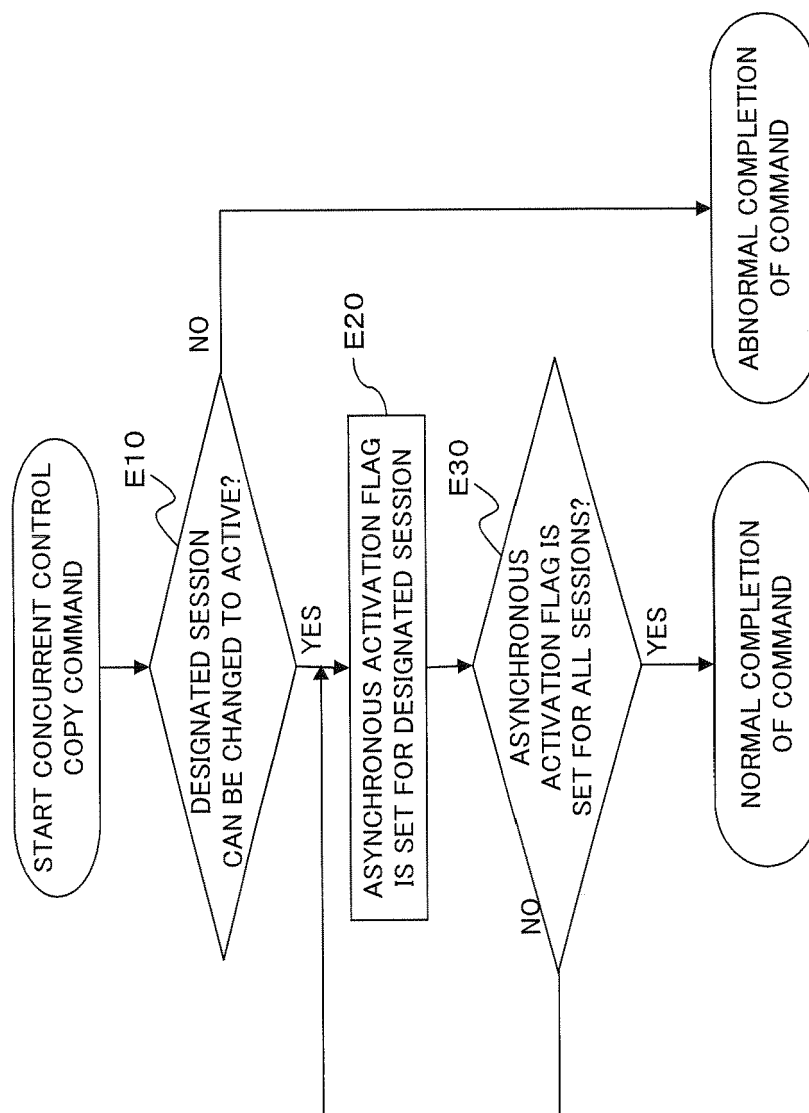 START CONCURRENT CONTROL
COPY COMMAND
E10
DESIGNATED SESSION
CAN BE CHANGED TO ACTIVE?
NO
YES
E20
ASYNCHRONOUS ACTIVATION FLAG
IS SET FOR DESIGNATED SESSION
E30
ASYNCHRONOUS
ACTIVATION FLAG IS
SET FOR ALL SESSIONS?
NO
YES
NORMAL COMPLETION
OF COMMAND
ABNORMAL COMPLETION
OF COMMAND